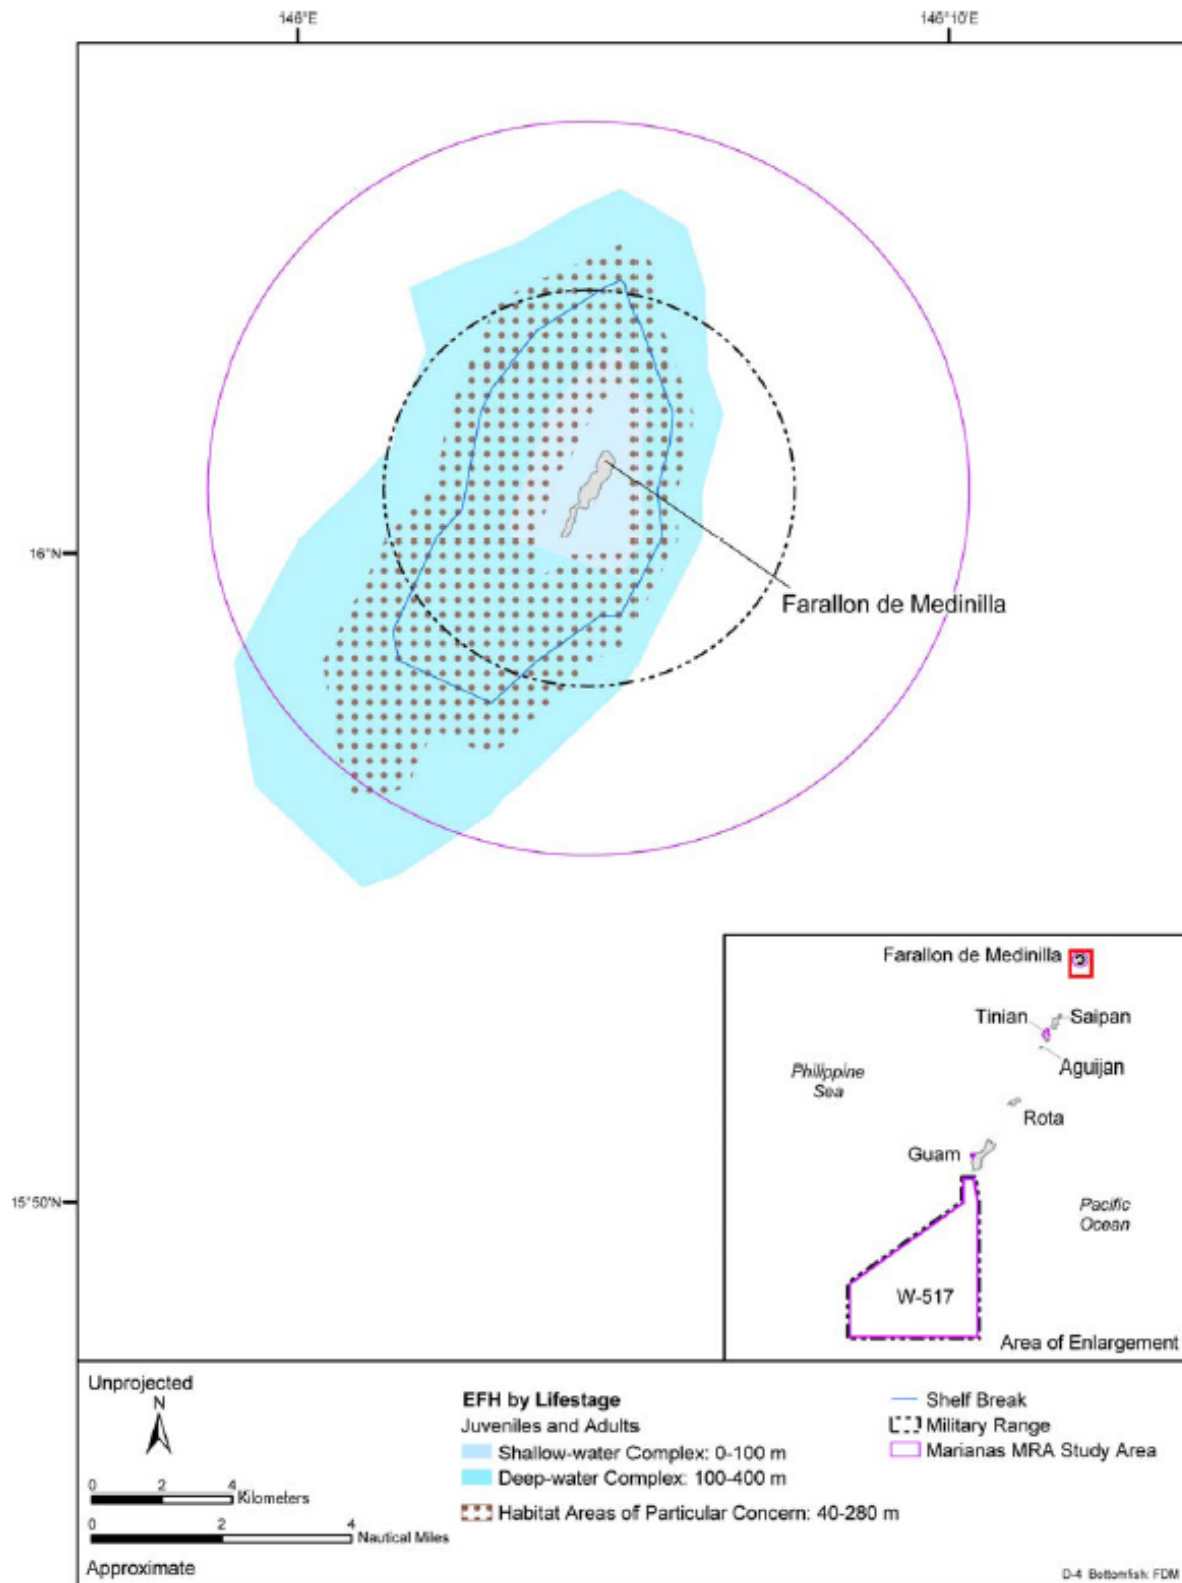 146°E
146°10'E
16°N
Farallon de Medinilla
15°50'N
Farallon de Medinilla
Tinian
Saipan
Aguijan
Philippine
Sea
Rota
Guam
Pacific
Ocean
W-517
Area of Enlargement
Unprojected
N
0 2 4
Kilometers
0 2 4
Nautical Miles
Approximate
EFH by Lifestage
Juveniles and Adults
Shallow-water Complex: 0-100 m
Deep-water Complex: 100-400 m
Habitat Areas of Particular Concern: 40-280 m
Shelf Break
Military Range
Marianas MRA Study Area
D-4 Bottomfish: FDM